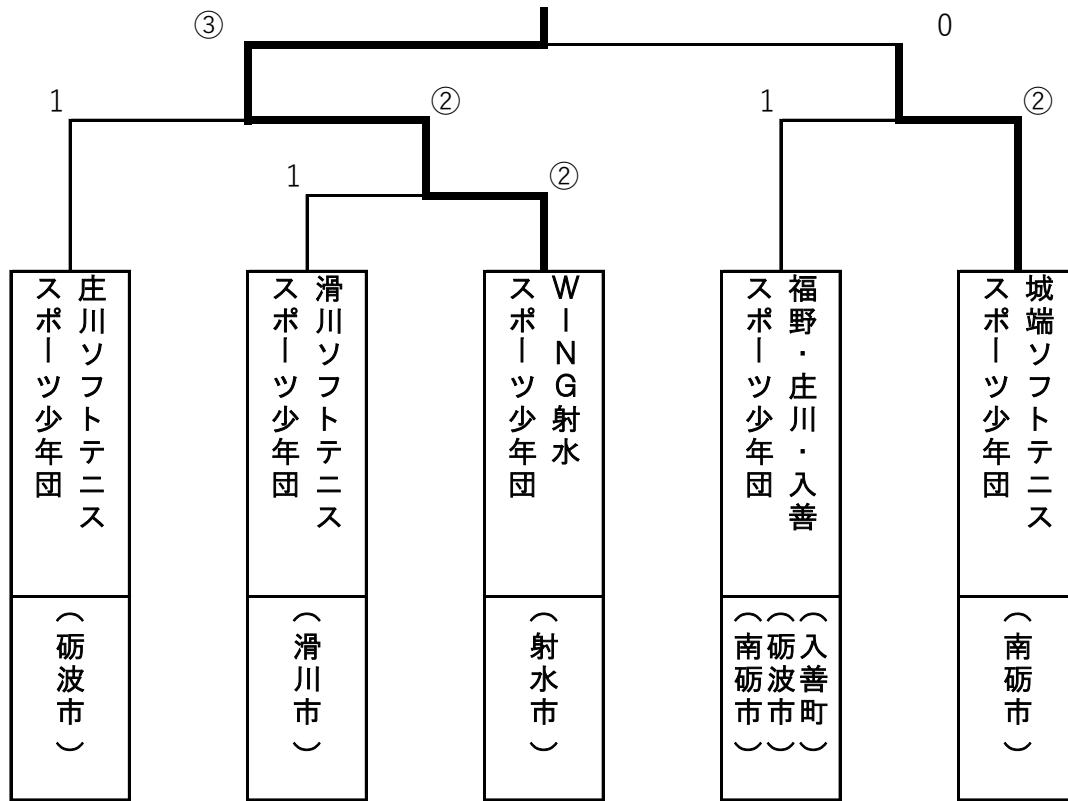 ③
0
1
②
1
②
1
②
庄川ソフトテニス
スポーツ少年団
滑川ソフトテニス
スポーツ少年団
WING射水
スポーツ少年団
福野・庄川・入善
スポーツ少年団
城端ソフトテニス
スポーツ少年団
（砺波市）
（滑川市）
（射水市）
（入善町）
（砺波市）
（南砺市）
（南砺市）